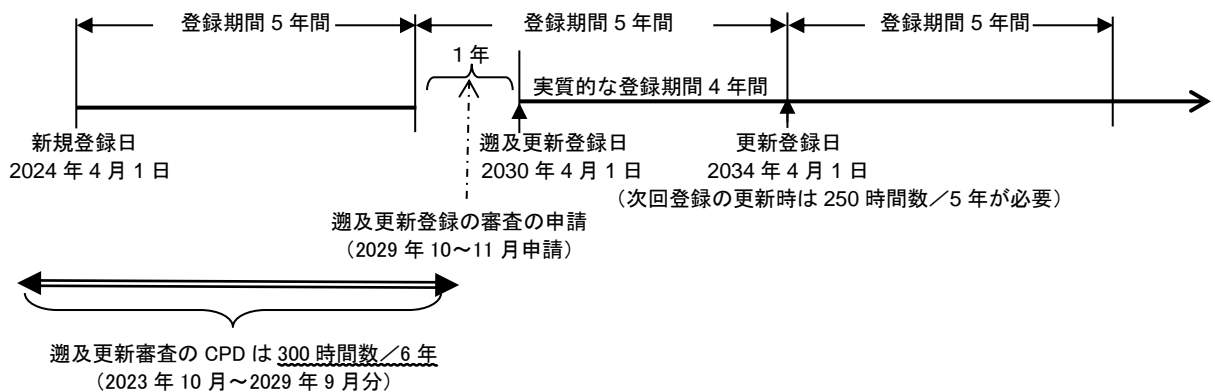 登録期間 5 年間
登録期間 5 年間
登録期間 5 年間
1 年
実質的な登録期間 4 年間
新規登録日
2024 年 4 月 1 日
遡及更新登録日
2030 年 4 月 1 日
更新登録日
2034 年 4 月 1 日
(次回登録の更新時は 250 時間数/5 年が必要)
遡及更新登録の審査の申請
(2029 年 10~11 月申請)
遡及更新審査の CPD は 300 時間数/6 年
(2023 年 10 月~2029 年 9 月分)